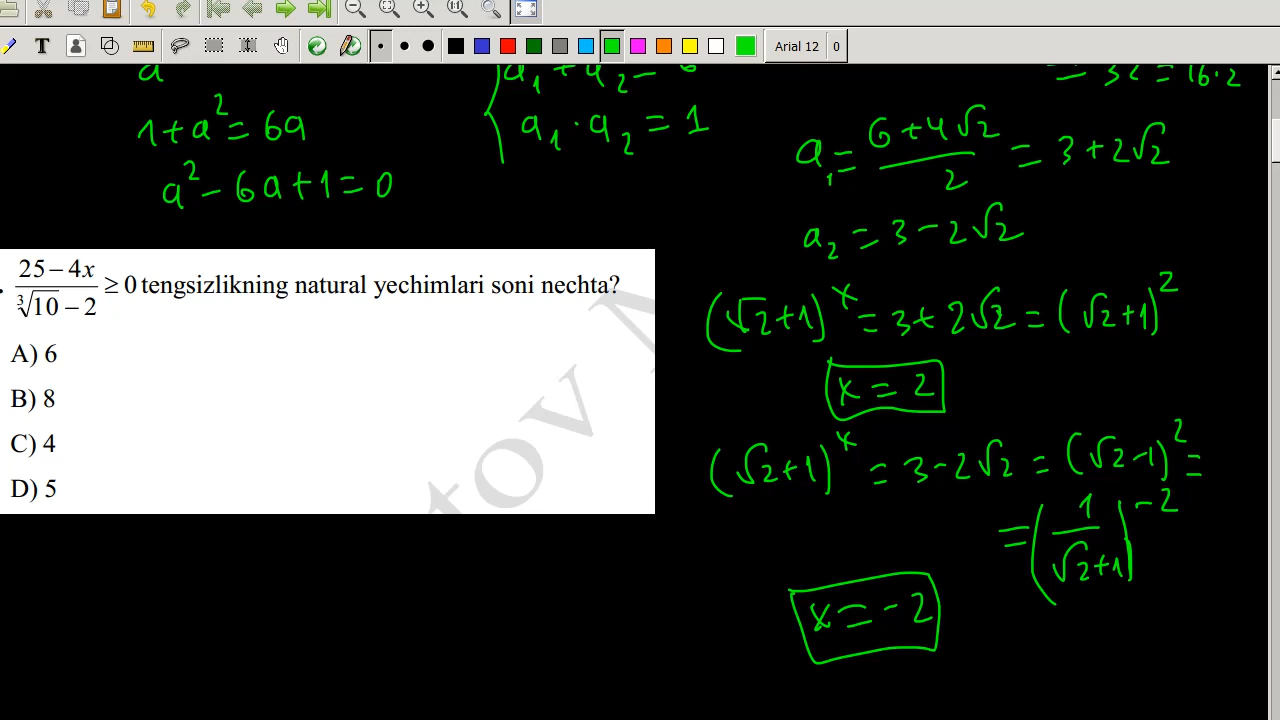 Arial 12 0
a
1+a² = 6a
a² − 6a + 1 = 0
a₁ · a₂ = 1
= 32 = 16·2
a₁ = (6+4√2)/2 = 3+2√2
a₂ = 3 − 2√2
(25 − 4x)/(∛10 − 2) ≥ 0 tengsizlikning natural yechimlari soni nechta?
A) 6
B) 8
C) 4
D) 5
(√2+1)ˣ = 3+2√2 = (√2+1)²
x = 2
(√2+1)ˣ = 3−2√2 = (√2−1)² =
= (1/(√2+1))⁻²
x = −2